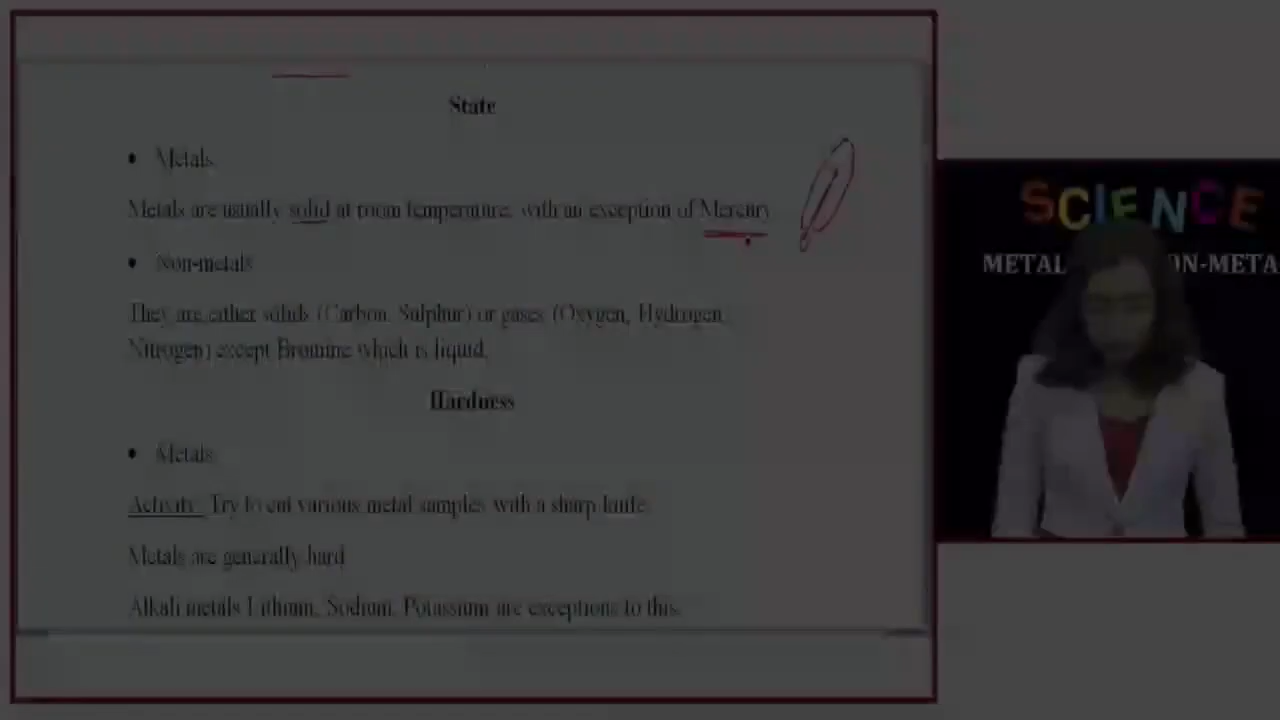 State
• Metals
Metals are usually solid at room temperature, with an exception of Mercury
• Non-metals
They are either solids (Carbon, Sulphur) or gases (Oxygen, Hydrogen,
Nitrogen) except Bromine which is liquid.
Hardness
• Metals
Activity: Try to cut various metal samples with a sharp knife
Metals are generally hard
Alkali metals Lithium, Sodium, Potassium are exceptions to this.
SCIENCE
METAL ON-META